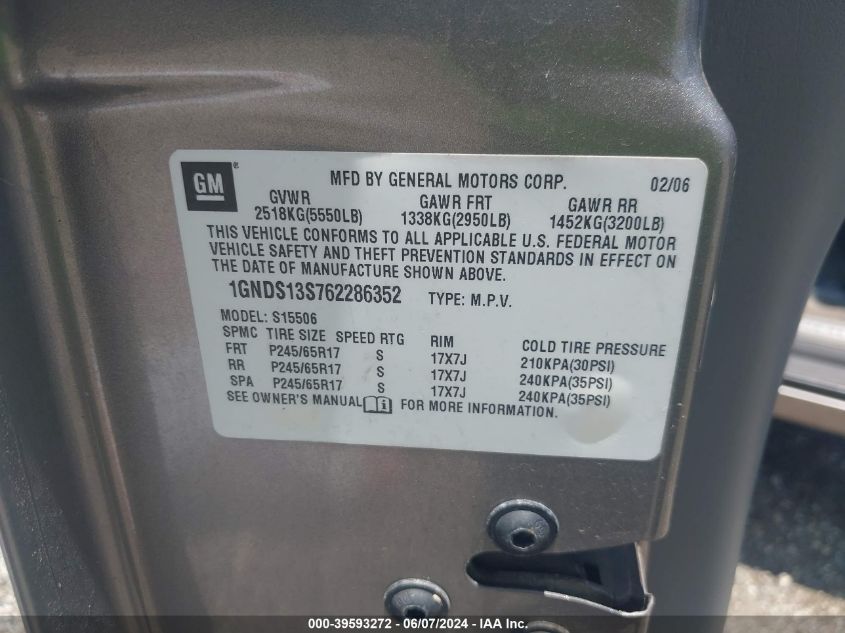 GM ® MFD BY GENERAL MOTORS CORP. 02/06
GVWR GAWR FRT GAWR RR
2518KG(5550LB) 1338KG(2950LB) 1452KG(3200LB)
THIS VEHICLE CONFORMS TO ALL APPLICABLE U.S. FEDERAL MOTOR
VEHICLE SAFETY AND THEFT PREVENTION STANDARDS IN EFFECT ON
THE DATE OF MANUFACTURE SHOWN ABOVE.
1GNDS13S762286352 TYPE: M.P.V.
MODEL: S15506
SPMC TIRE SIZE SPEED RTG RIM COLD TIRE PRESSURE
FRT P245/65R17 S 17X7J 210KPA(30PSI)
RR P245/65R17 S 17X7J 240KPA(35PSI)
SPA P245/65R17 S 17X7J 240KPA(35PSI)
SEE OWNER'S MANUAL FOR MORE INFORMATION.
000-39593272 - 06/07/2024 - IAA Inc.